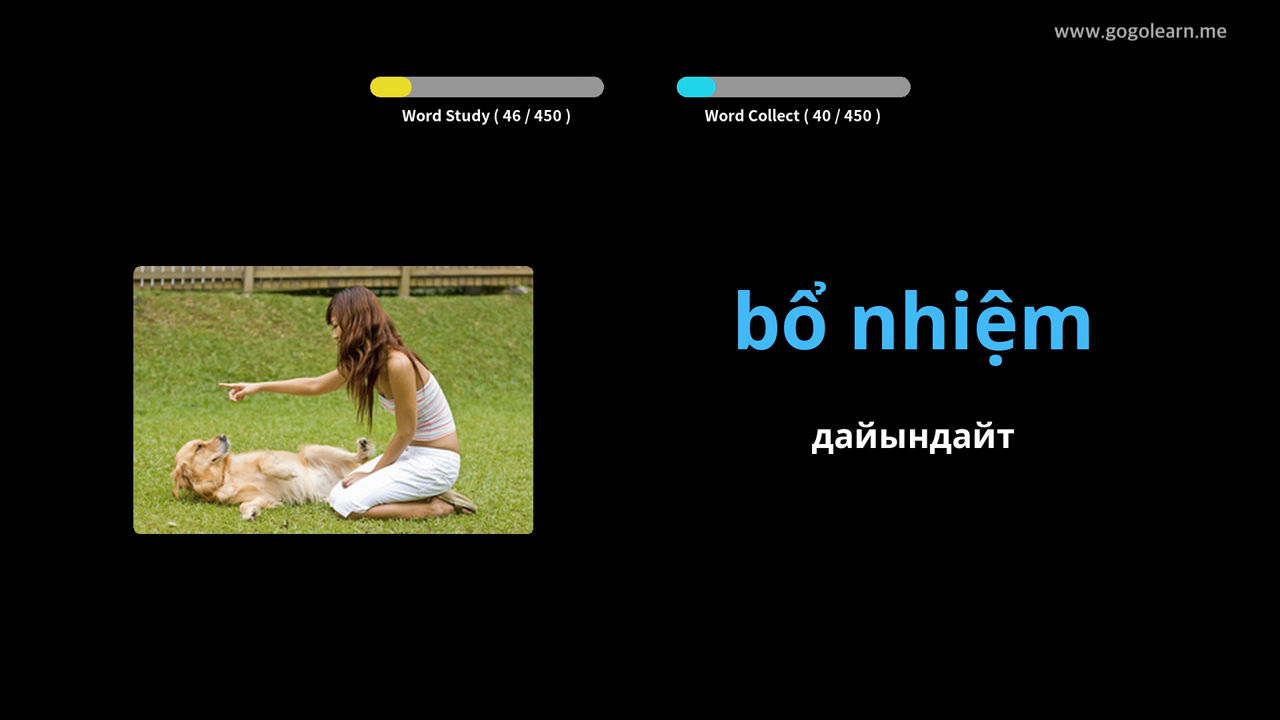 www.gogolearn.me
Word Study ( 46 / 450 )
Word Collect ( 40 / 450 )
bổ nhiệm
дайындайт